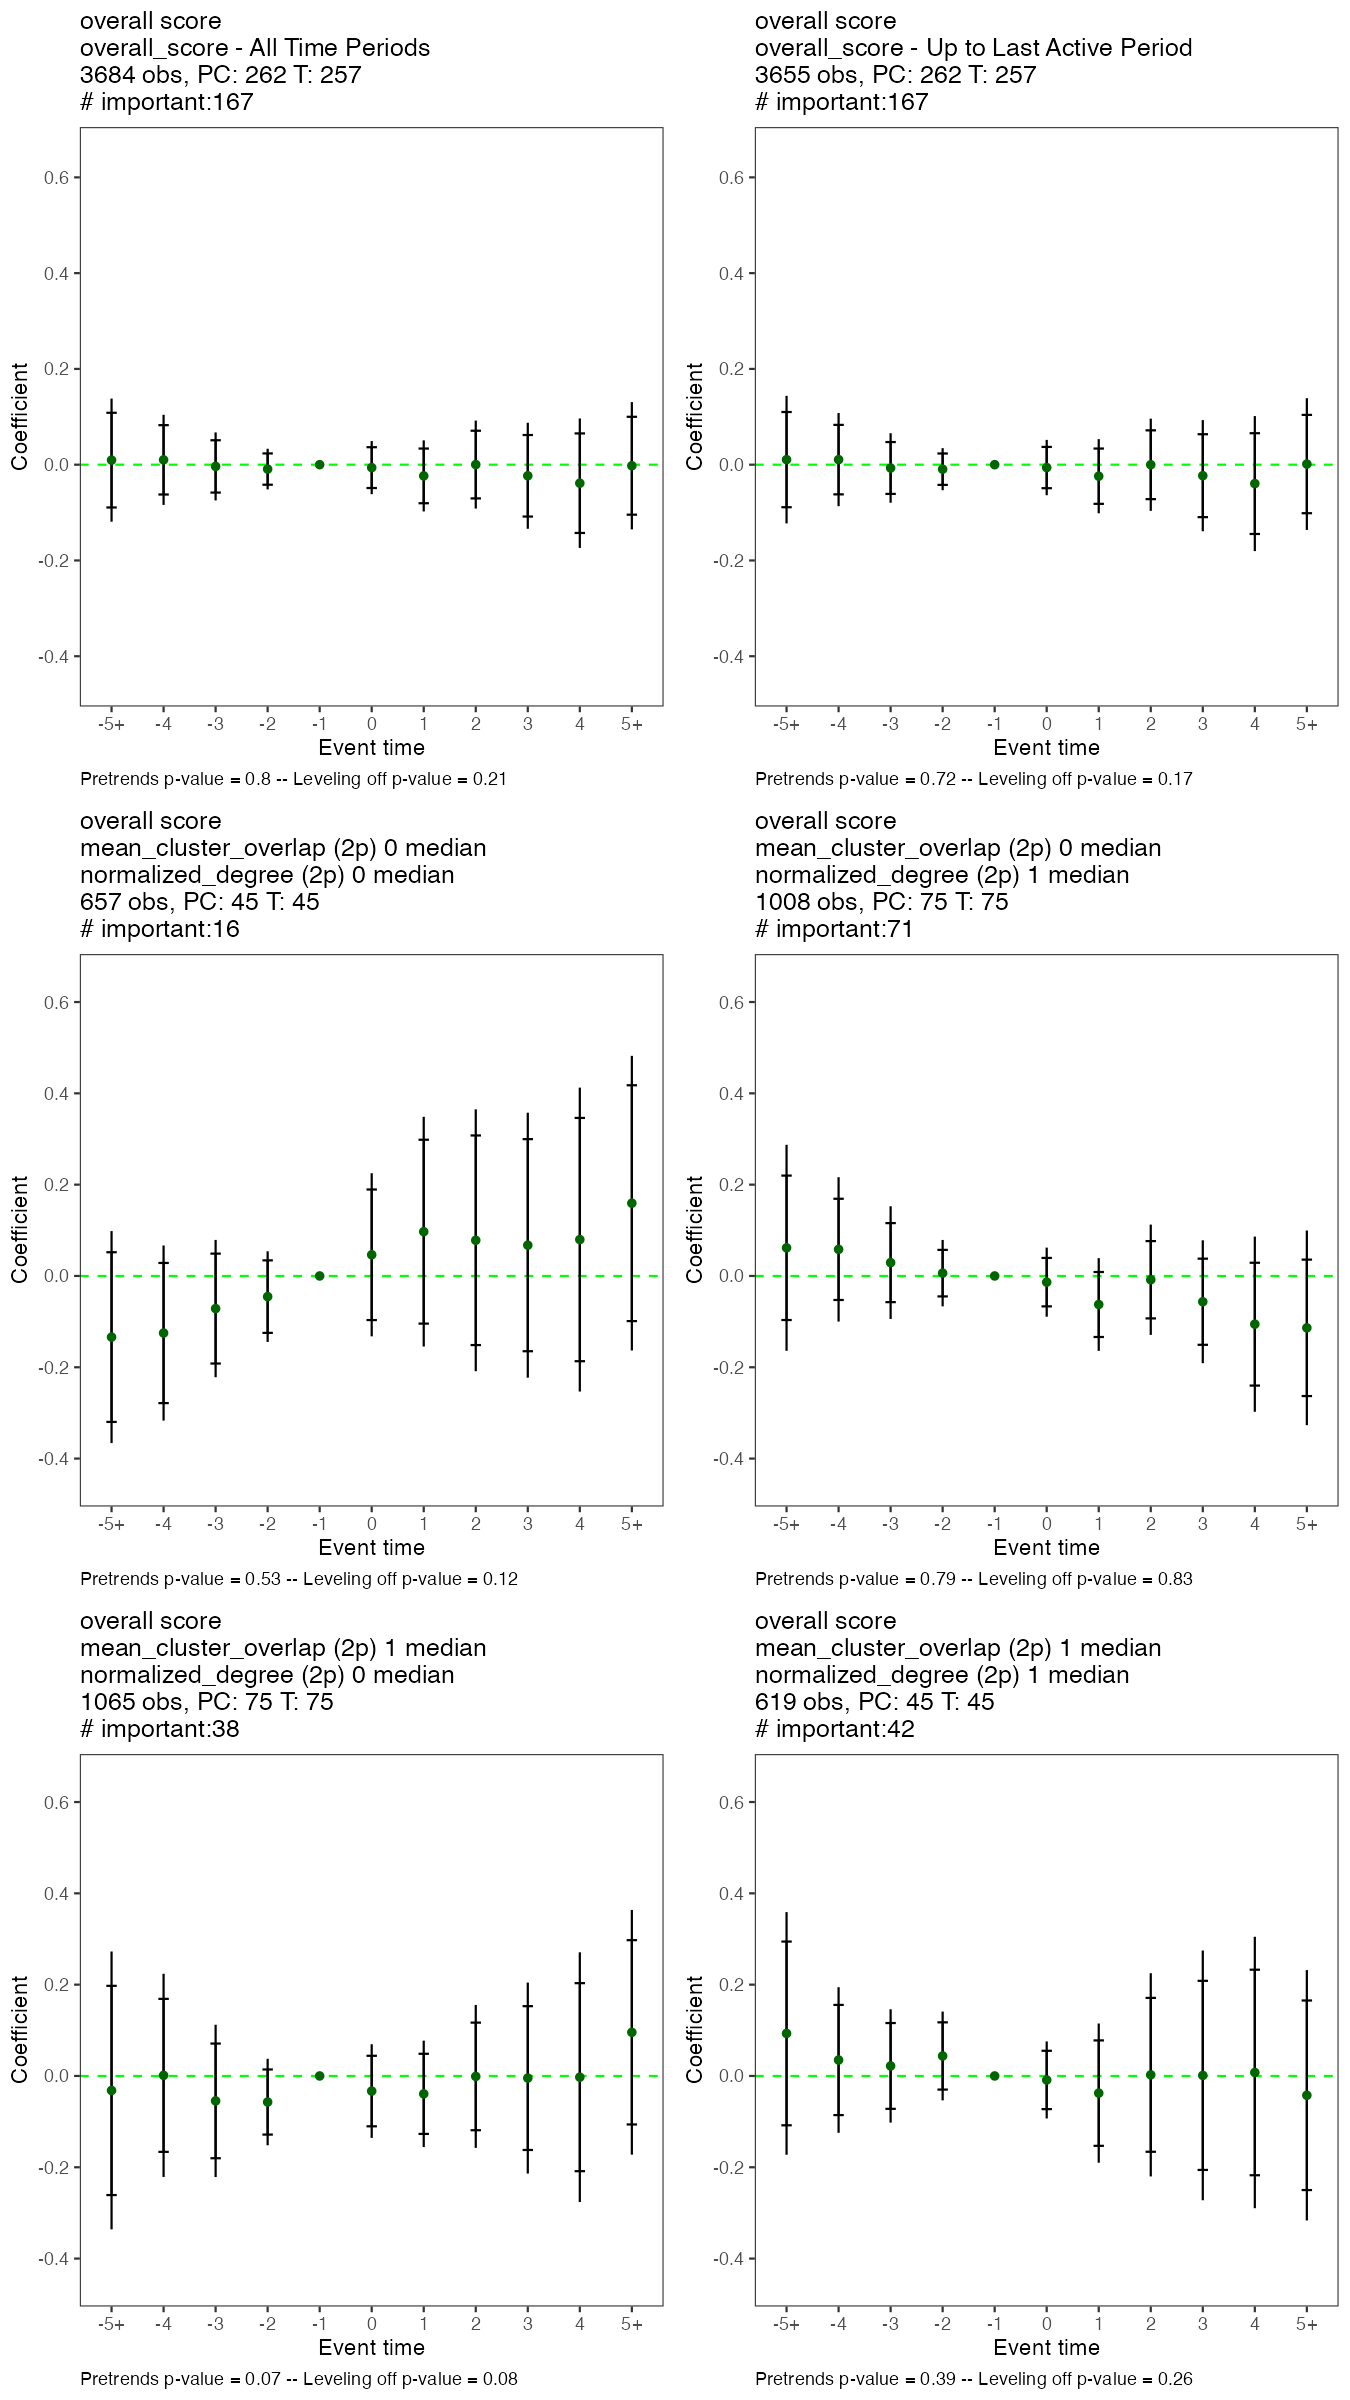 overall score
overall_score - All Time Periods
3684 obs, PC: 262 T: 257
# important:167
Coefficient
0.6
0.4
0.2
0.0
-0.2
-0.4
-5+ -4 -3 -2 -1 0 1 2 3 4 5+
Event time
Pretrends p-value = 0.8 -- Leveling off p-value = 0.21
overall score
overall_score - Up to Last Active Period
3655 obs, PC: 262 T: 257
# important:167
Coefficient
0.6
0.4
0.2
0.0
-0.2
-0.4
-5+ -4 -3 -2 -1 0 1 2 3 4 5+
Event time
Pretrends p-value = 0.72 -- Leveling off p-value = 0.17
overall score
mean_cluster_overlap (2p) 0 median
normalized_degree (2p) 0 median
657 obs, PC: 45 T: 45
# important:16
Coefficient
0.6
0.4
0.2
0.0
-0.2
-0.4
-5+ -4 -3 -2 -1 0 1 2 3 4 5+
Event time
Pretrends p-value = 0.53 -- Leveling off p-value = 0.12
overall score
mean_cluster_overlap (2p) 0 median
normalized_degree (2p) 1 median
1008 obs, PC: 75 T: 75
# important:71
Coefficient
0.6
0.4
0.2
0.0
-0.2
-0.4
-5+ -4 -3 -2 -1 0 1 2 3 4 5+
Event time
Pretrends p-value = 0.79 -- Leveling off p-value = 0.83
overall score
mean_cluster_overlap (2p) 1 median
normalized_degree (2p) 0 median
1065 obs, PC: 75 T: 75
# important:38
Coefficient
0.6
0.4
0.2
0.0
-0.2
-0.4
-5+ -4 -3 -2 -1 0 1 2 3 4 5+
Event time
Pretrends p-value = 0.07 -- Leveling off p-value = 0.08
overall score
mean_cluster_overlap (2p) 1 median
normalized_degree (2p) 1 median
619 obs, PC: 45 T: 45
# important:42
Coefficient
0.6
0.4
0.2
0.0
-0.2
-0.4
-5+ -4 -3 -2 -1 0 1 2 3 4 5+
Event time
Pretrends p-value = 0.39 -- Leveling off p-value = 0.26